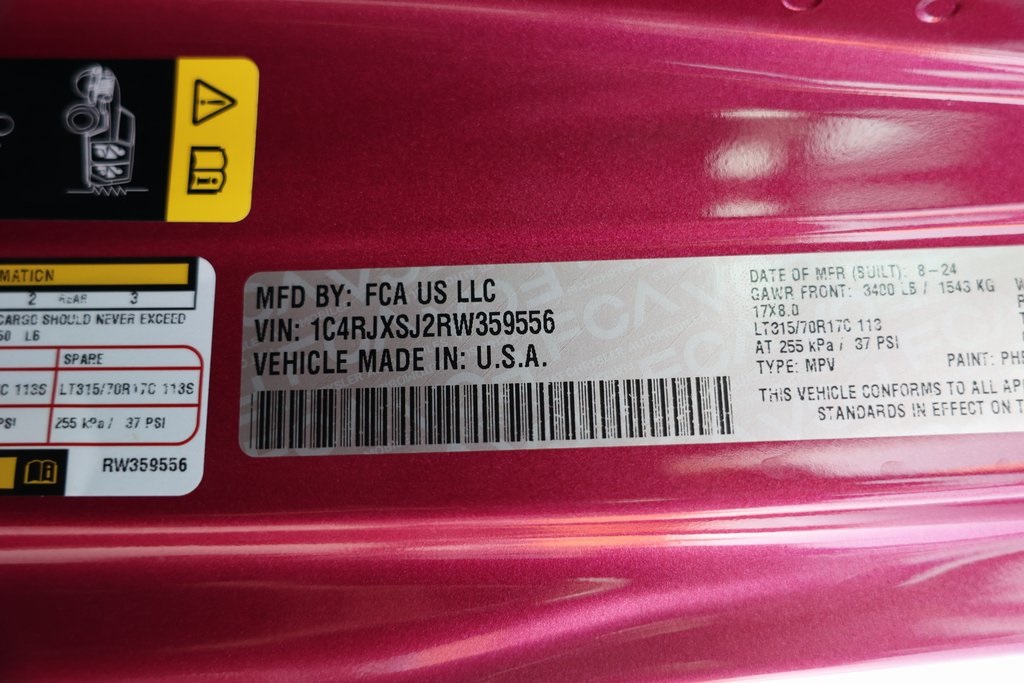 MATION
2 REAR 3
CARGO SHOULD NEVER EXCEED
LB
SPARE
C 113S LT315/70R17C 113S
PSI 255 kPa / 37 PSI
RW359556
MFD BY: FCA US LLC
VIN: 1C4RJXSJ2RW359556
VEHICLE MADE IN: U.S.A.
DATE OF MFR (BUILT): 8-24
GAWR FRONT: 3400 LB / 1543 KG
17X8.0
LT315/70R17C 113
AT 255 kPa / 37 PSI
TYPE: MPV PAINT:
THIS VEHICLE CONFORMS TO ALL
STANDARDS IN EFFECT ON